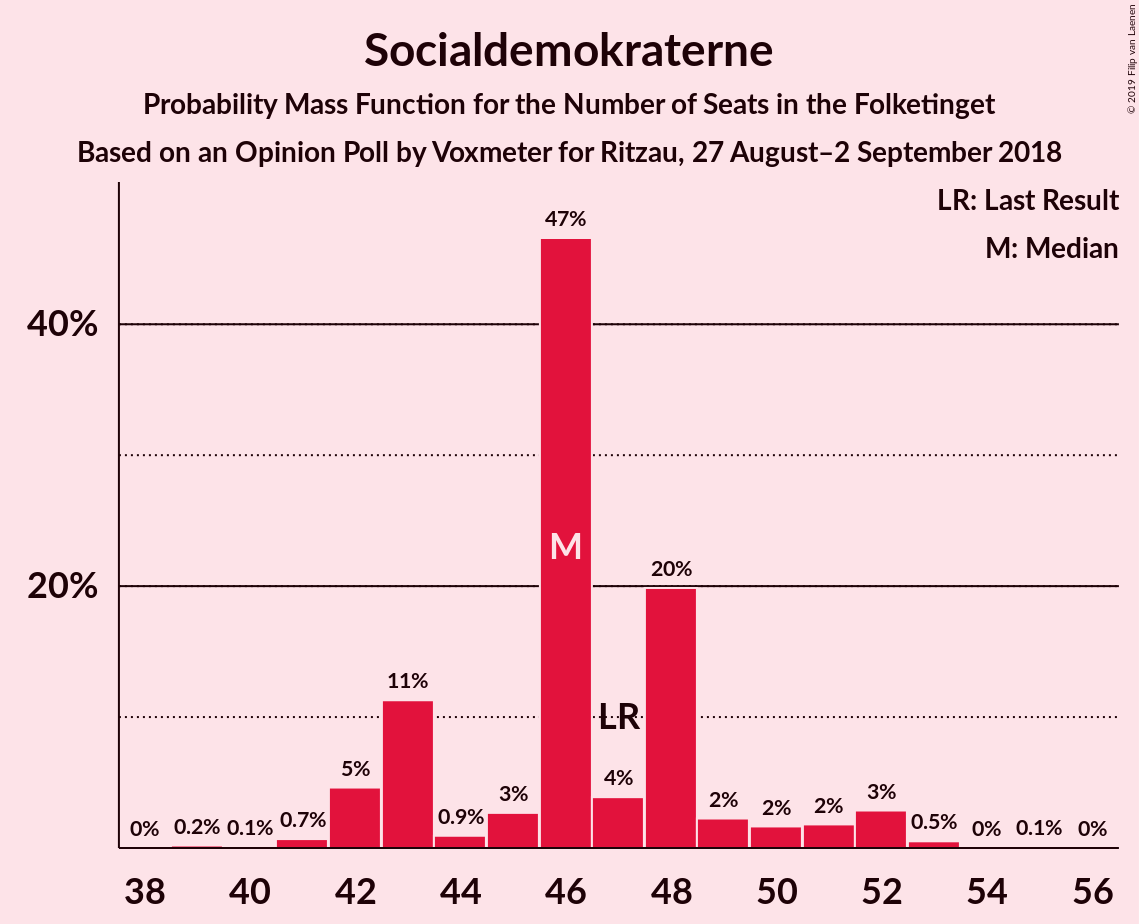 Socialdemokraterne
Probability Mass Function for the Number of Seats in the Folketinget
Based on an Opinion Poll by Voxmeter for Ritzau, 27 August–2 September 2018
© 2019 Filip van Laenen
LR: Last Result
M: Median
40%
20%
0% 0.2% 0.1% 0.7% 5% 11% 0.9% 3% 47% 4% 20% 2% 2% 2% 3% 0.5% 0% 0.1% 0%
M
LR
38 40 42 44 46 48 50 52 54 56